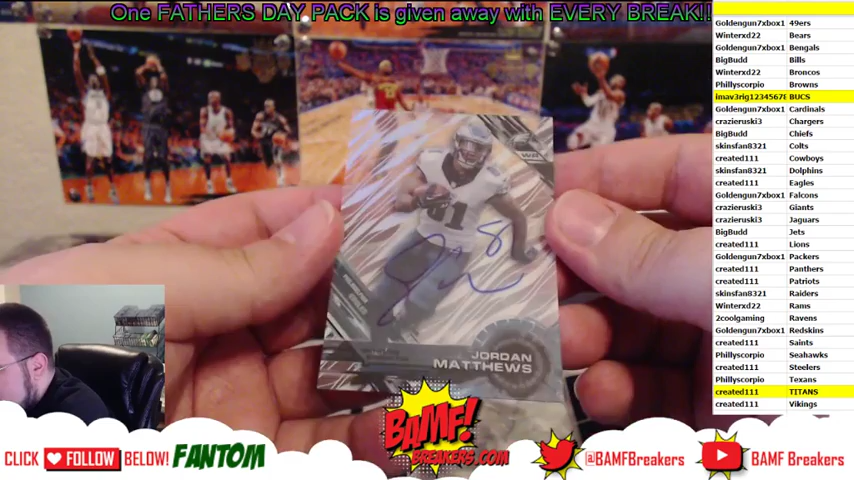 One FATHERS DAY PACK is given away with EVERY BREAK!!
Goldengun7xbox1 49ers
Winterxd22 Bears
Goldengun7xbox1 Bengals
BigBudd Bills
Winterxd22 Broncos
Phillyscorpio Browns
imav3rig12345678 BUCS
Goldengun7xbox1 Cardinals
crazieruski3 Chargers
BigBudd Chiefs
skinsfan8321 Colts
created111 Cowboys
skinsfan8321 Dolphins
created111 Eagles
Goldengun7xbox1 Falcons
crazieruski3 Giants
crazieruski3 Jaguars
BigBudd Jets
created111 Lions
Goldengun7xbox1 Packers
created111 Panthers
created111 Patriots
skinsfan8321 Raiders
Winterxd22 Rams
2coolgaming Ravens
Goldengun7xbox1 Redskins
created111 Saints
Phillyscorpio Seahawks
created111 Steelers
Phillyscorpio Texans
created111 TITANS
created111 Vikings
WR
81
JORDAN
MATTHEWS
CLICK FOLLOW BELOW! FANTOM
BAMF!
BREAKERS.COM
@BAMFBreakers
BAMF Breakers